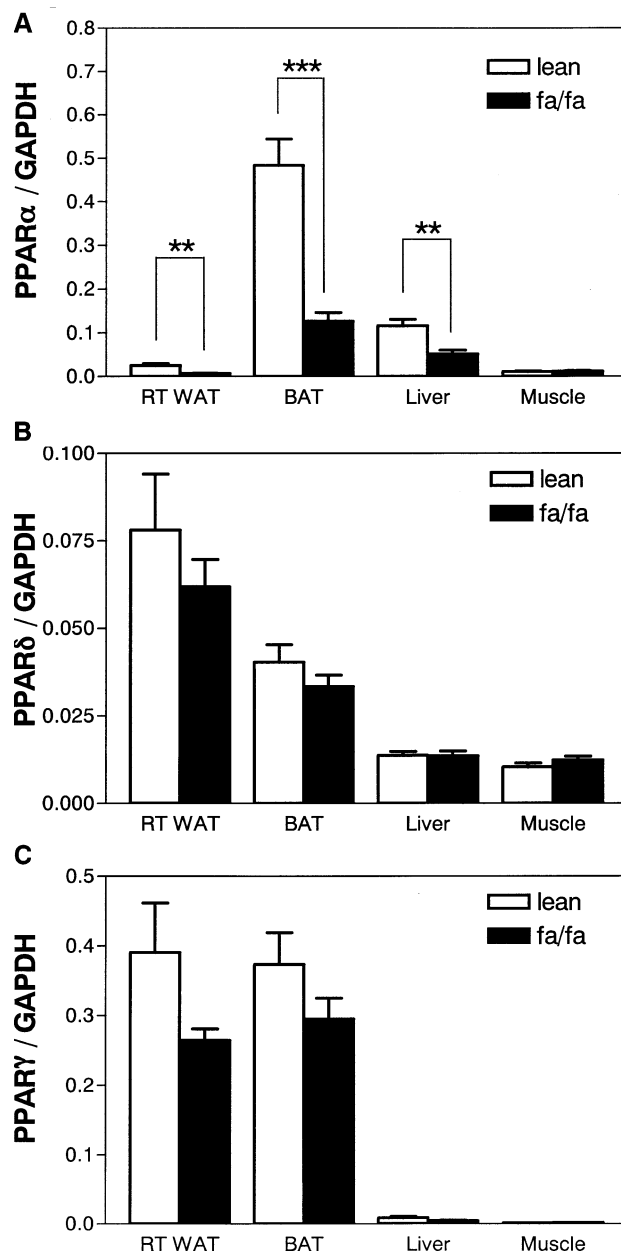 A
PPARα / GAPDH
0.8
0.7
0.6
0.5
0.4
0.3
0.2
0.1
0.0
lean
fa/fa
**
***
**
RT WAT BAT Liver Muscle
B
PPARδ / GAPDH
0.100
0.075
0.050
0.025
0.000
lean
fa/fa
RT WAT BAT Liver Muscle
C
PPARγ / GAPDH
0.5
0.4
0.3
0.2
0.1
0.0
lean
fa/fa
RT WAT BAT Liver Muscle